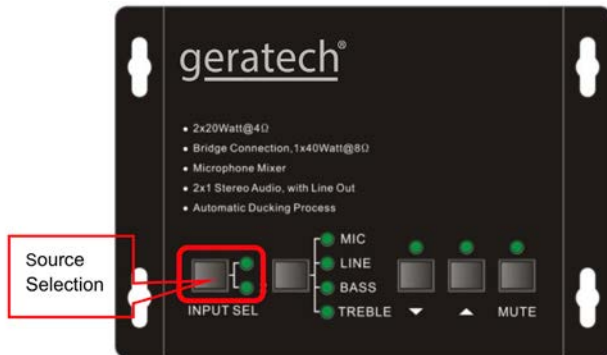 geratech®
• 2x20Watt@4Ω
• Bridge Connection,1x40Watt@8Ω
• Microphone Mixer
• 2x1 Stereo Audio, with Line Out
• Automatic Ducking Process
Source
Selection
MIC
LINE
BASS
INPUT SEL
TREBLE
MUTE